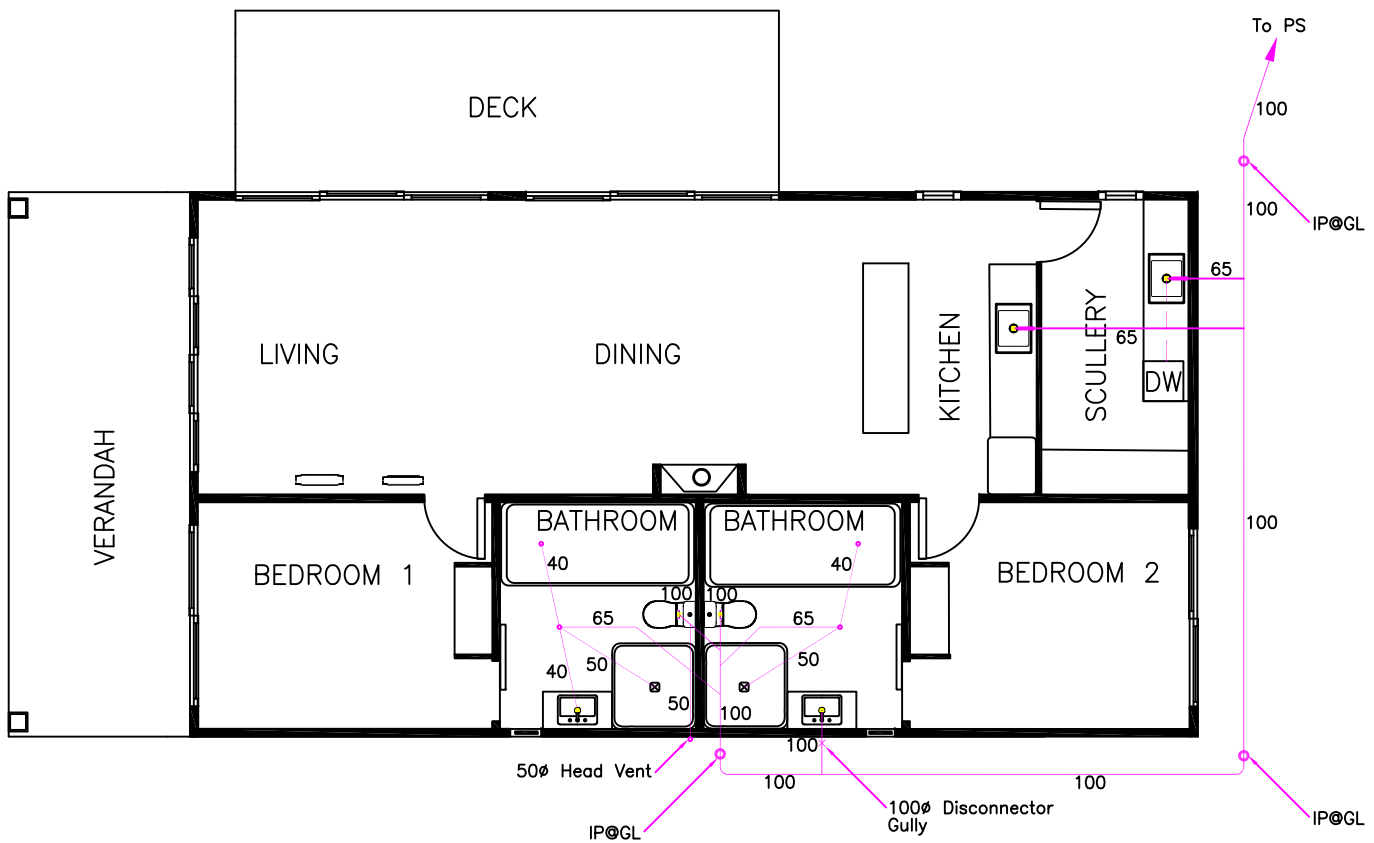 To PS
DECK
100
100
IP@GL
65
65
LIVING
DINING
KITCHEN
SCULLERY
DW
VERANDAH
BATHROOM
BATHROOM
100
40
40
BEDROOM 1
BEDROOM 2
100
100
65
65
50
50
40
50
100
100
50ø Head Vent
100
100
100ø Disconnector
Gully
IP@GL
IP@GL